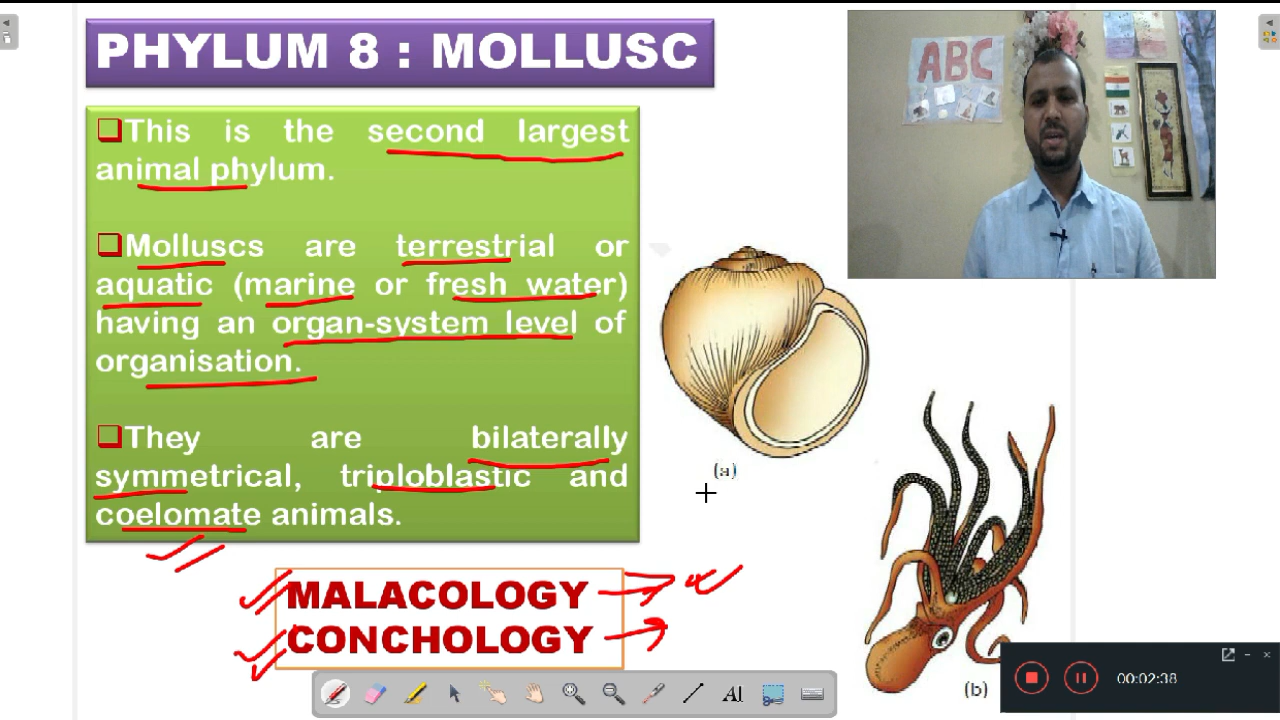 PHYLUM 8 : MOLLUSC
ABC
This is the second largest
animal phylum.
Molluscs are terrestrial or
aquatic (marine or fresh water)
having an organ-system level of
organisation.
They are bilaterally
symmetrical, triploblastic and
coelomate animals.
(a)
(b)
MALACOLOGY
CONCHOLOGY
AI
00:02:38